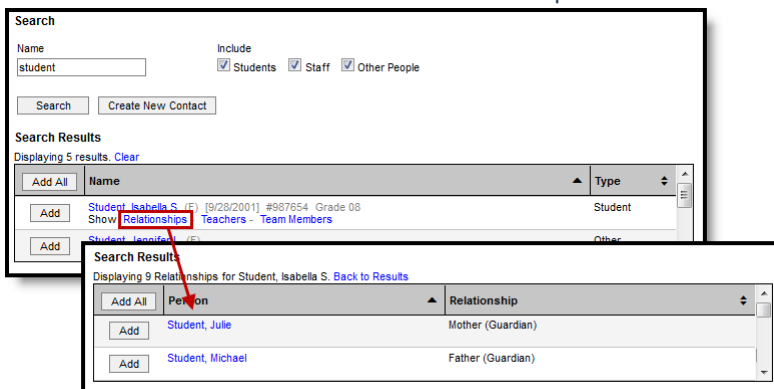 Search
Name Include
student Students Staff Other People
Search Create New Contact
Search Results
Displaying 5 results. Clear
Add All Name Type
Add Student, Isabella S. (F) [9/28/2001] #987654 Grade 08 Student
Show Relationships Teachers - Team Members
Add Student, Jennifer (F) Other
Search Results
Displaying 9 Relationships for Student, Isabella S. Back to Results
Add All Person Relationship
Add Student, Julie Mother (Guardian)
Add Student, Michael Father (Guardian)